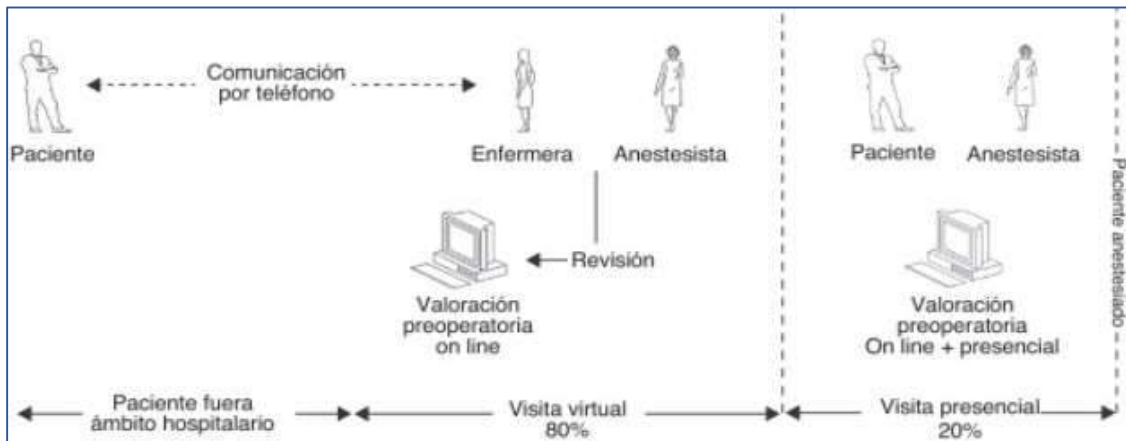 Comunicación
por teléfono
Paciente
Enfermera
Anestesista
Revisión
Valoración
preoperatoria
on line
Paciente
Anestesista
Valoración
preoperatoria
On line + presencial
Paciente anestesiado
Paciente fuera
ámbito hospitalario
Visita virtual
80%
Visita presencial
20%